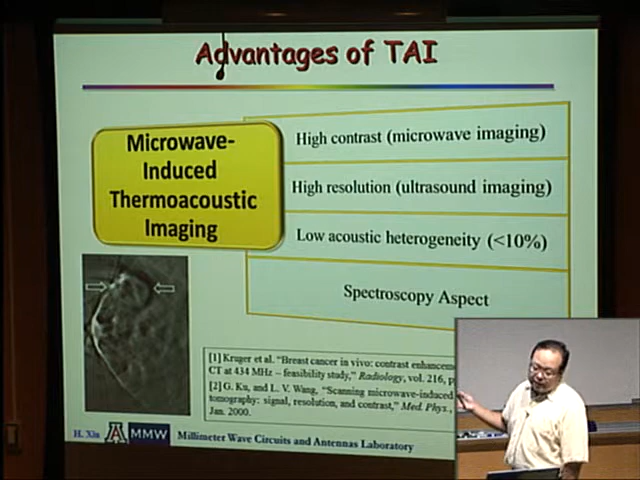 Advantages of TAI
Microwave-
Induced
Thermoacoustic
Imaging
High contrast (microwave imaging)
High resolution (ultrasound imaging)
Low acoustic heterogeneity (<10%)
Spectroscopy Aspect
[1] Kruger et al. “Breast cancer in vivo: contrast enhanceme
CT at 434 MHz – feasibility study,” Radiology, vol. 216, p
[2] G. Ku, and L. V. Wang, “Scanning microwave-induced
tomography: signal, resolution, and contrast,” Med. Phys.,
Jan. 2000.
H. Xin A MMW Millimeter Wave Circuits and Antennas Laboratory